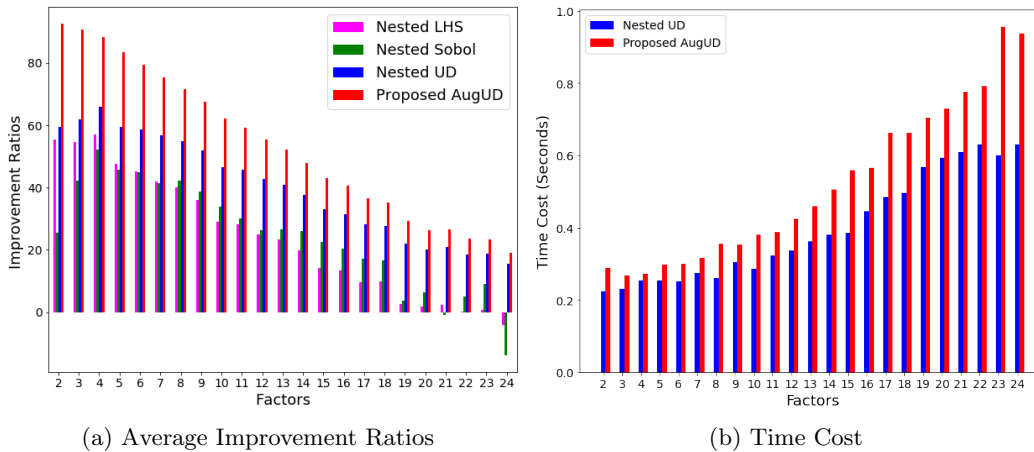 Nested LHS
Nested Sobol
Nested UD
Proposed AugUD
Improvement Ratios
80
60
40
20
0
2 3 4 5 6 7 8 9 10 11 12 13 14 15 16 17 18 19 20 21 22 23 24
Factors
(a) Average Improvement Ratios
Nested UD
Proposed AugUD
Time Cost (Seconds)
1.0
0.8
0.6
0.4
0.2
0.0
2 3 4 5 6 7 8 9 10 11 12 13 14 15 16 17 18 19 20 21 22 23 24
Factors
(b) Time Cost